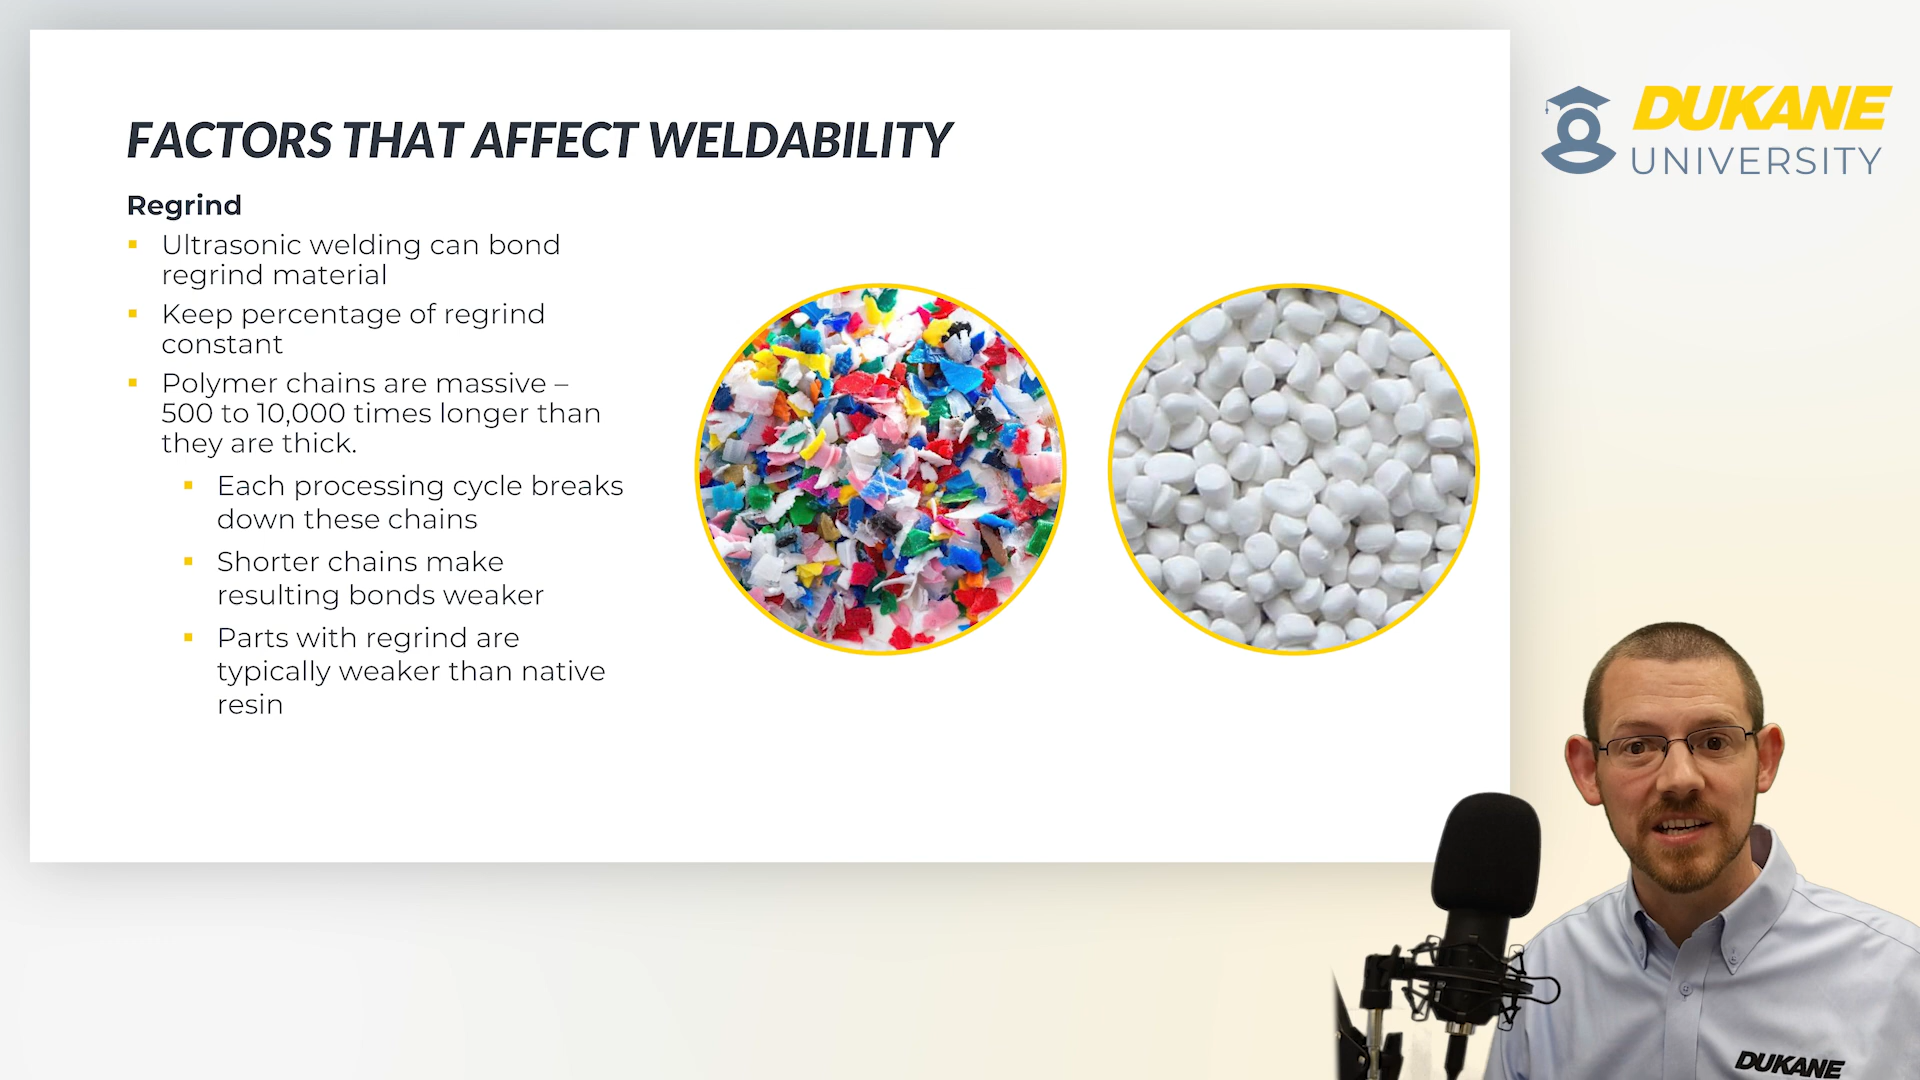 FACTORS THAT AFFECT WELDABILITY
Regrind
Ultrasonic welding can bond
regrind material
Keep percentage of regrind
constant
Polymer chains are massive –
500 to 10,000 times longer than
they are thick.
Each processing cycle breaks
down these chains
Shorter chains make
resulting bonds weaker
Parts with regrind are
typically weaker than native
resin
DUKANE
UNIVERSITY
DUKANE